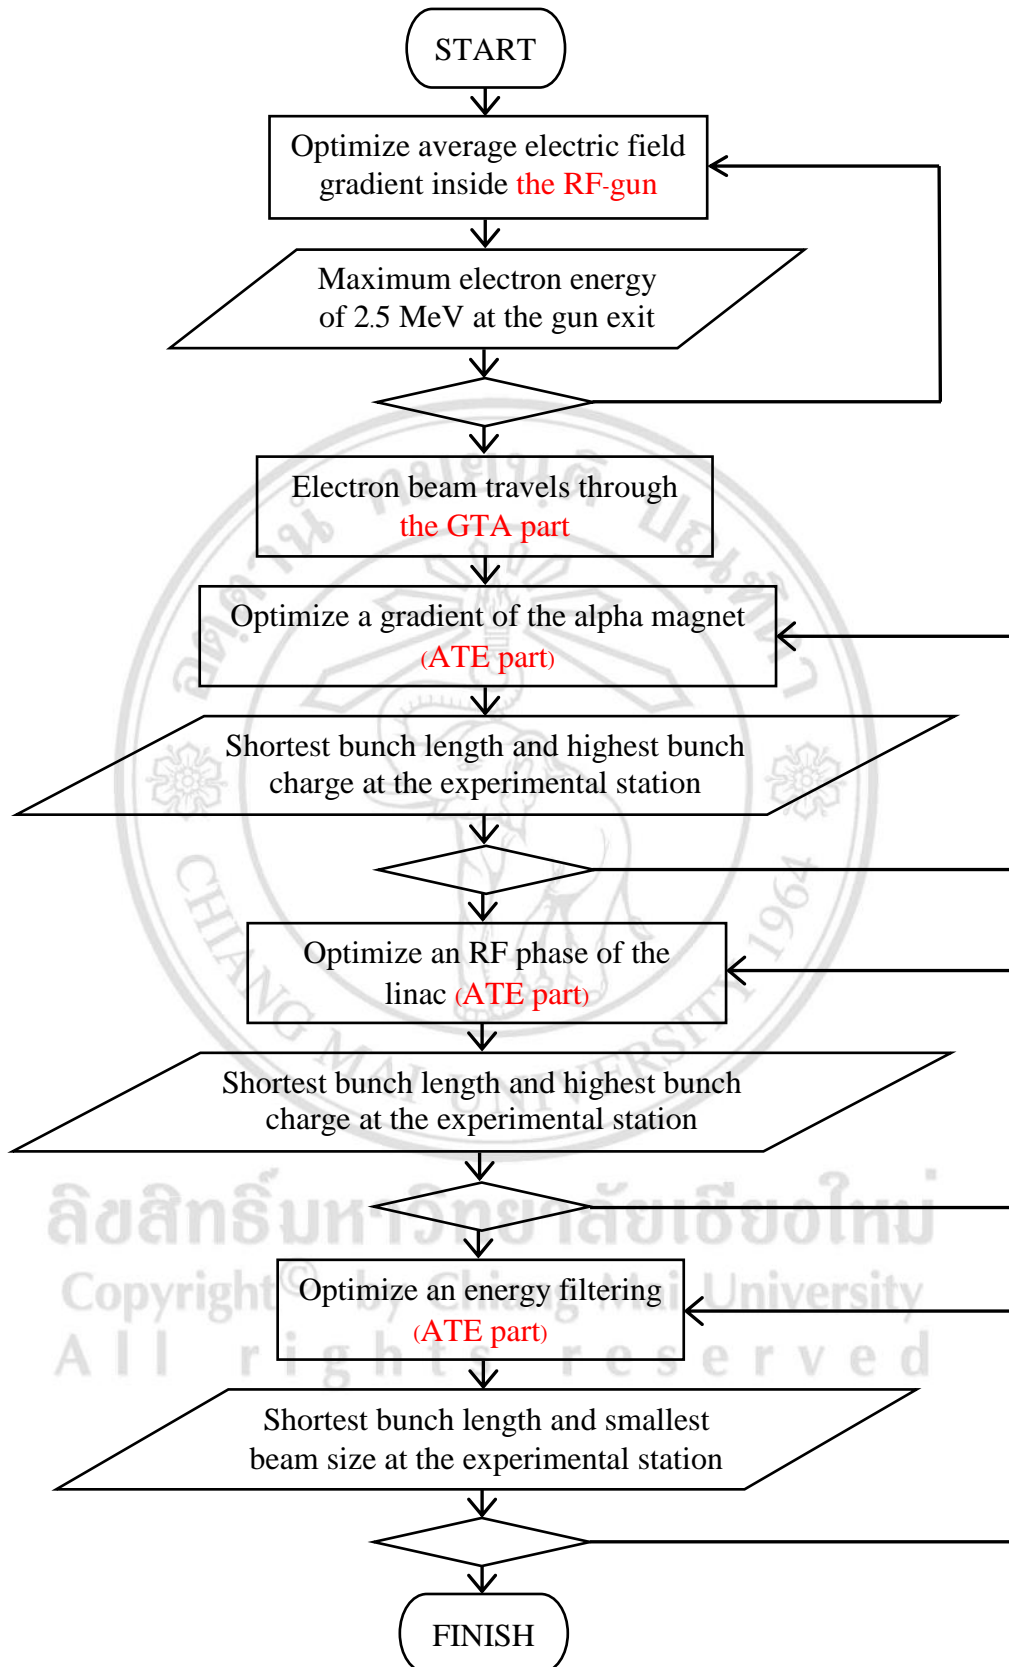 START
Optimize average electric field
gradient inside the RF-gun
Maximum electron energy
of 2.5 MeV at the gun exit
Electron beam travels through
the GTA part
Optimize a gradient of the alpha magnet
(ATE part)
Shortest bunch length and highest bunch
charge at the experimental station
Optimize an RF phase of the
linac (ATE part)
Shortest bunch length and highest bunch
charge at the experimental station
Optimize an energy filtering
(ATE part)
Shortest bunch length and smallest
beam size at the experimental station
FINISH
CHIANG MAI UNIVERSITY 1964
ลิขสิทธิ์มหาวิทยาลัยเชียงใหม่
Copyright© by Chiang Mai University
All rights reserved